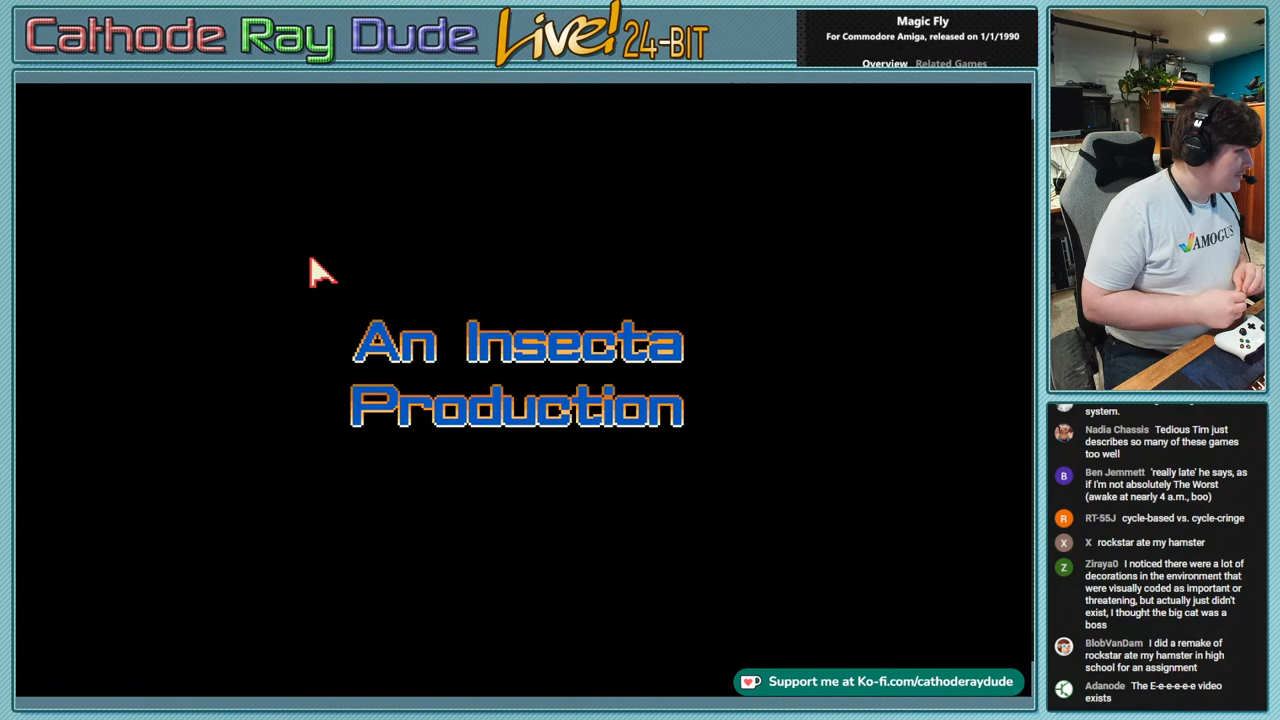 Cathode Ray Dude Live! 24-BIT
Magic Fly
For Commodore Amiga, released on 1/1/1990
Overview Related Games
An Insecta
Production
Support me at Ko-fi.com/cathoderaydude
AMOGUS
system.
Nadia Chassis Tedious Tim just
describes so many of these games
too well
B
Ben Jemmett 'really late' he says, as
if I'm not absolutely The Worst
(awake at nearly 4 a.m., boo)
R
RT-55J cycle-based vs. cycle-cringe
X
X rockstar ate my hamster
Z
Ziraya0 I noticed there were a lot of
decorations in the environment that
were visually coded as important or
threatening, but actually just didn't
exist, I thought the big cat was a
boss
BlobVanDam I did a remake of
rockstar ate my hamster in high
school for an assignment
Adanode The E-e-e-e-e-e video
exists